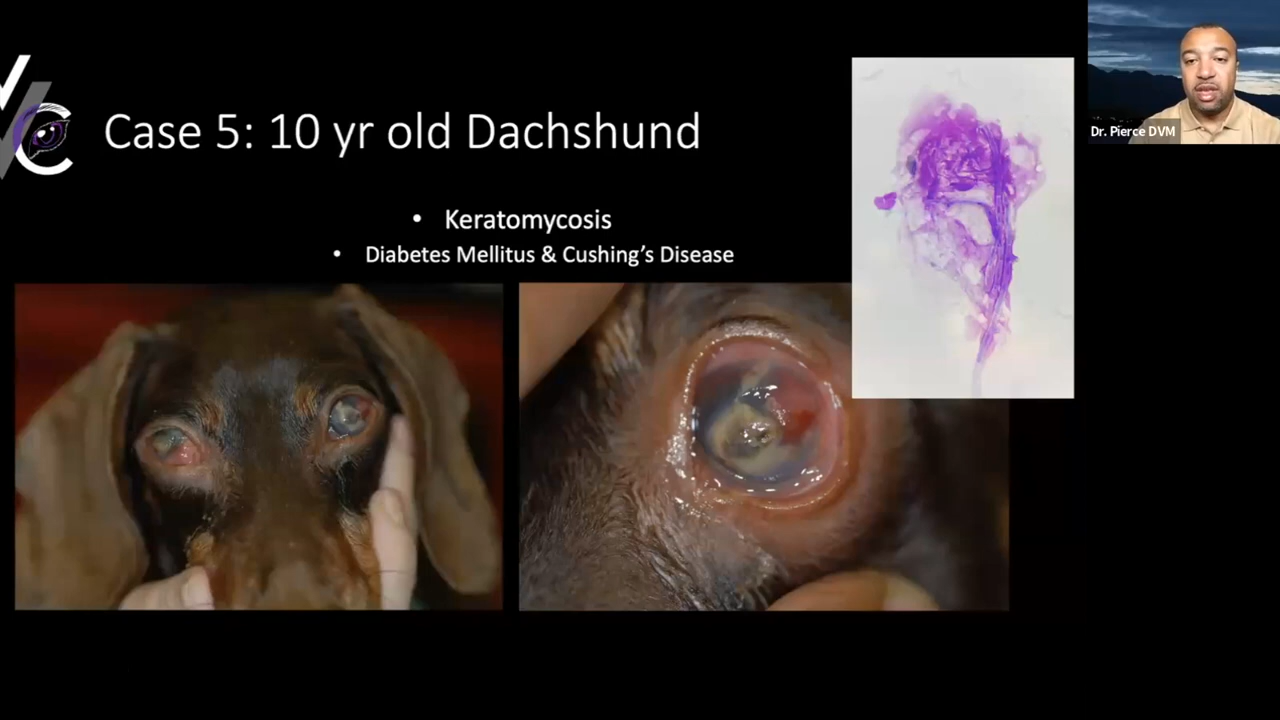 Case 5: 10 yr old Dachshund
• Keratomycosis
• Diabetes Mellitus & Cushing's Disease
Dr. Pierce DVM